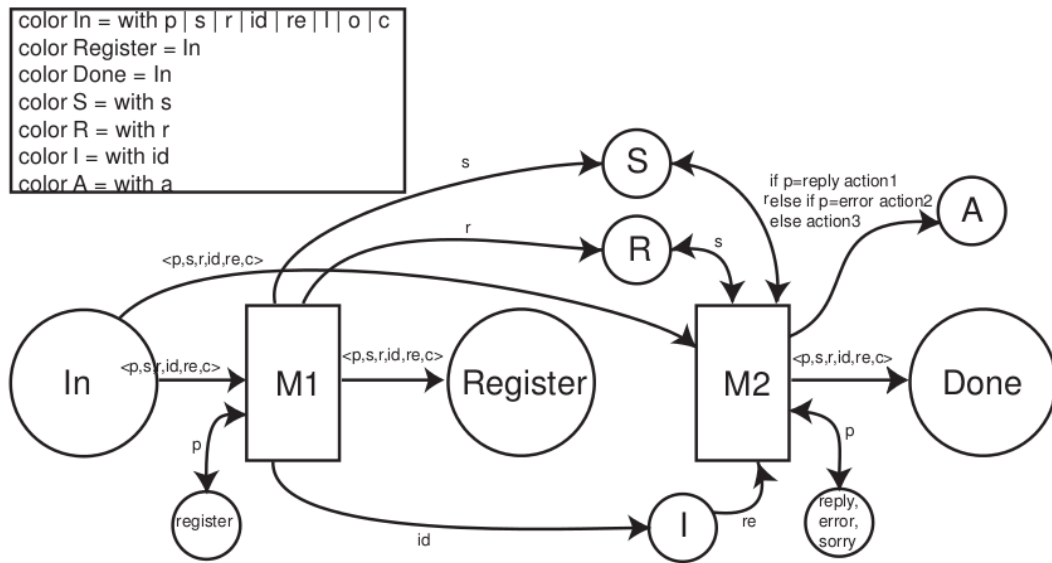 color In = with p | s | r | id | re | l | o | c
color Register = In
color Done = In
color S = with s
color R = with r
color I = with id
color A = with a
s
S
if p=reply action1
r
else if p=error action2
else action3
A
r
R
s
<p,s,r,id,re,c>
In
<p,s,r,id,re,c>
M1
<p,s,r,id,re,c>
Register
M2
<p,s,r,id,re,c>
Done
p
register
id
I
re
p
reply,
error,
sorry